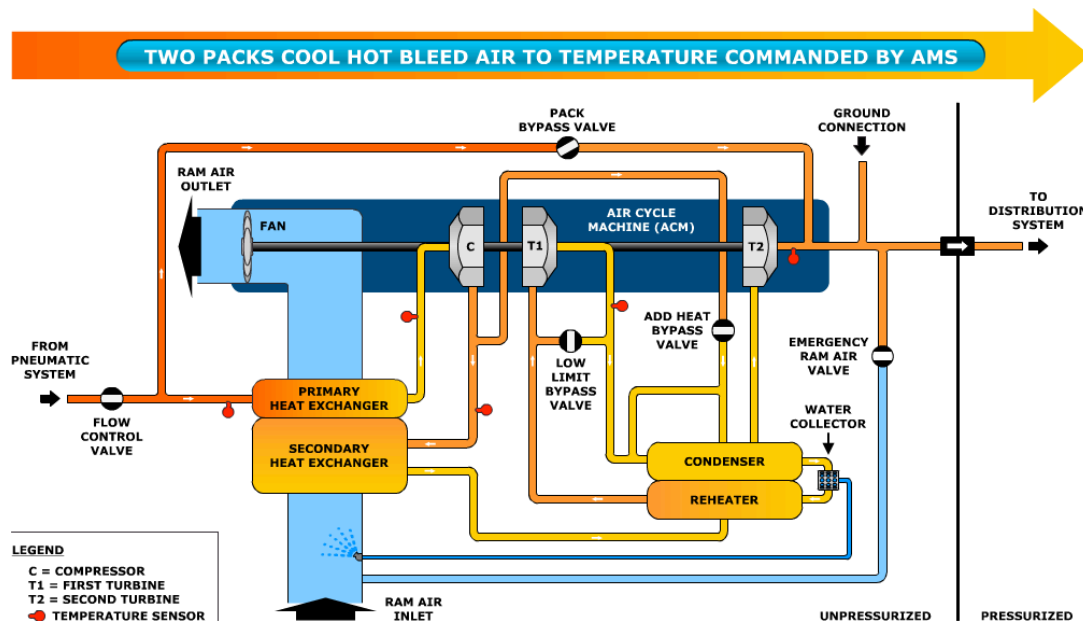 TWO PACKS COOL HOT BLEED AIR TO TEMPERATURE COMMANDED BY AMS
PACK
BYPASS VALVE
GROUND
CONNECTION
RAM AIR
OUTLET
FAN
AIR CYCLE
MACHINE (ACM)
TO
DISTRIBUTION
SYSTEM
C
T1
T2
FROM
PNEUMATIC
SYSTEM
ADD HEAT
BYPASS
VALVE
EMERGENCY
RAM AIR
VALVE
LOW
LIMIT
BYPASS
VALVE
PRIMARY
HEAT EXCHANGER
FLOW
CONTROL
VALVE
WATER
COLLECTOR
SECONDARY
HEAT EXCHANGER
CONDENSER
REHEATER
LEGEND
C = COMPRESSOR
T1 = FIRST TURBINE
T2 = SECOND TURBINE
TEMPERATURE SENSOR
RAM AIR
INLET
UNPRESSURIZED
PRESSURIZED